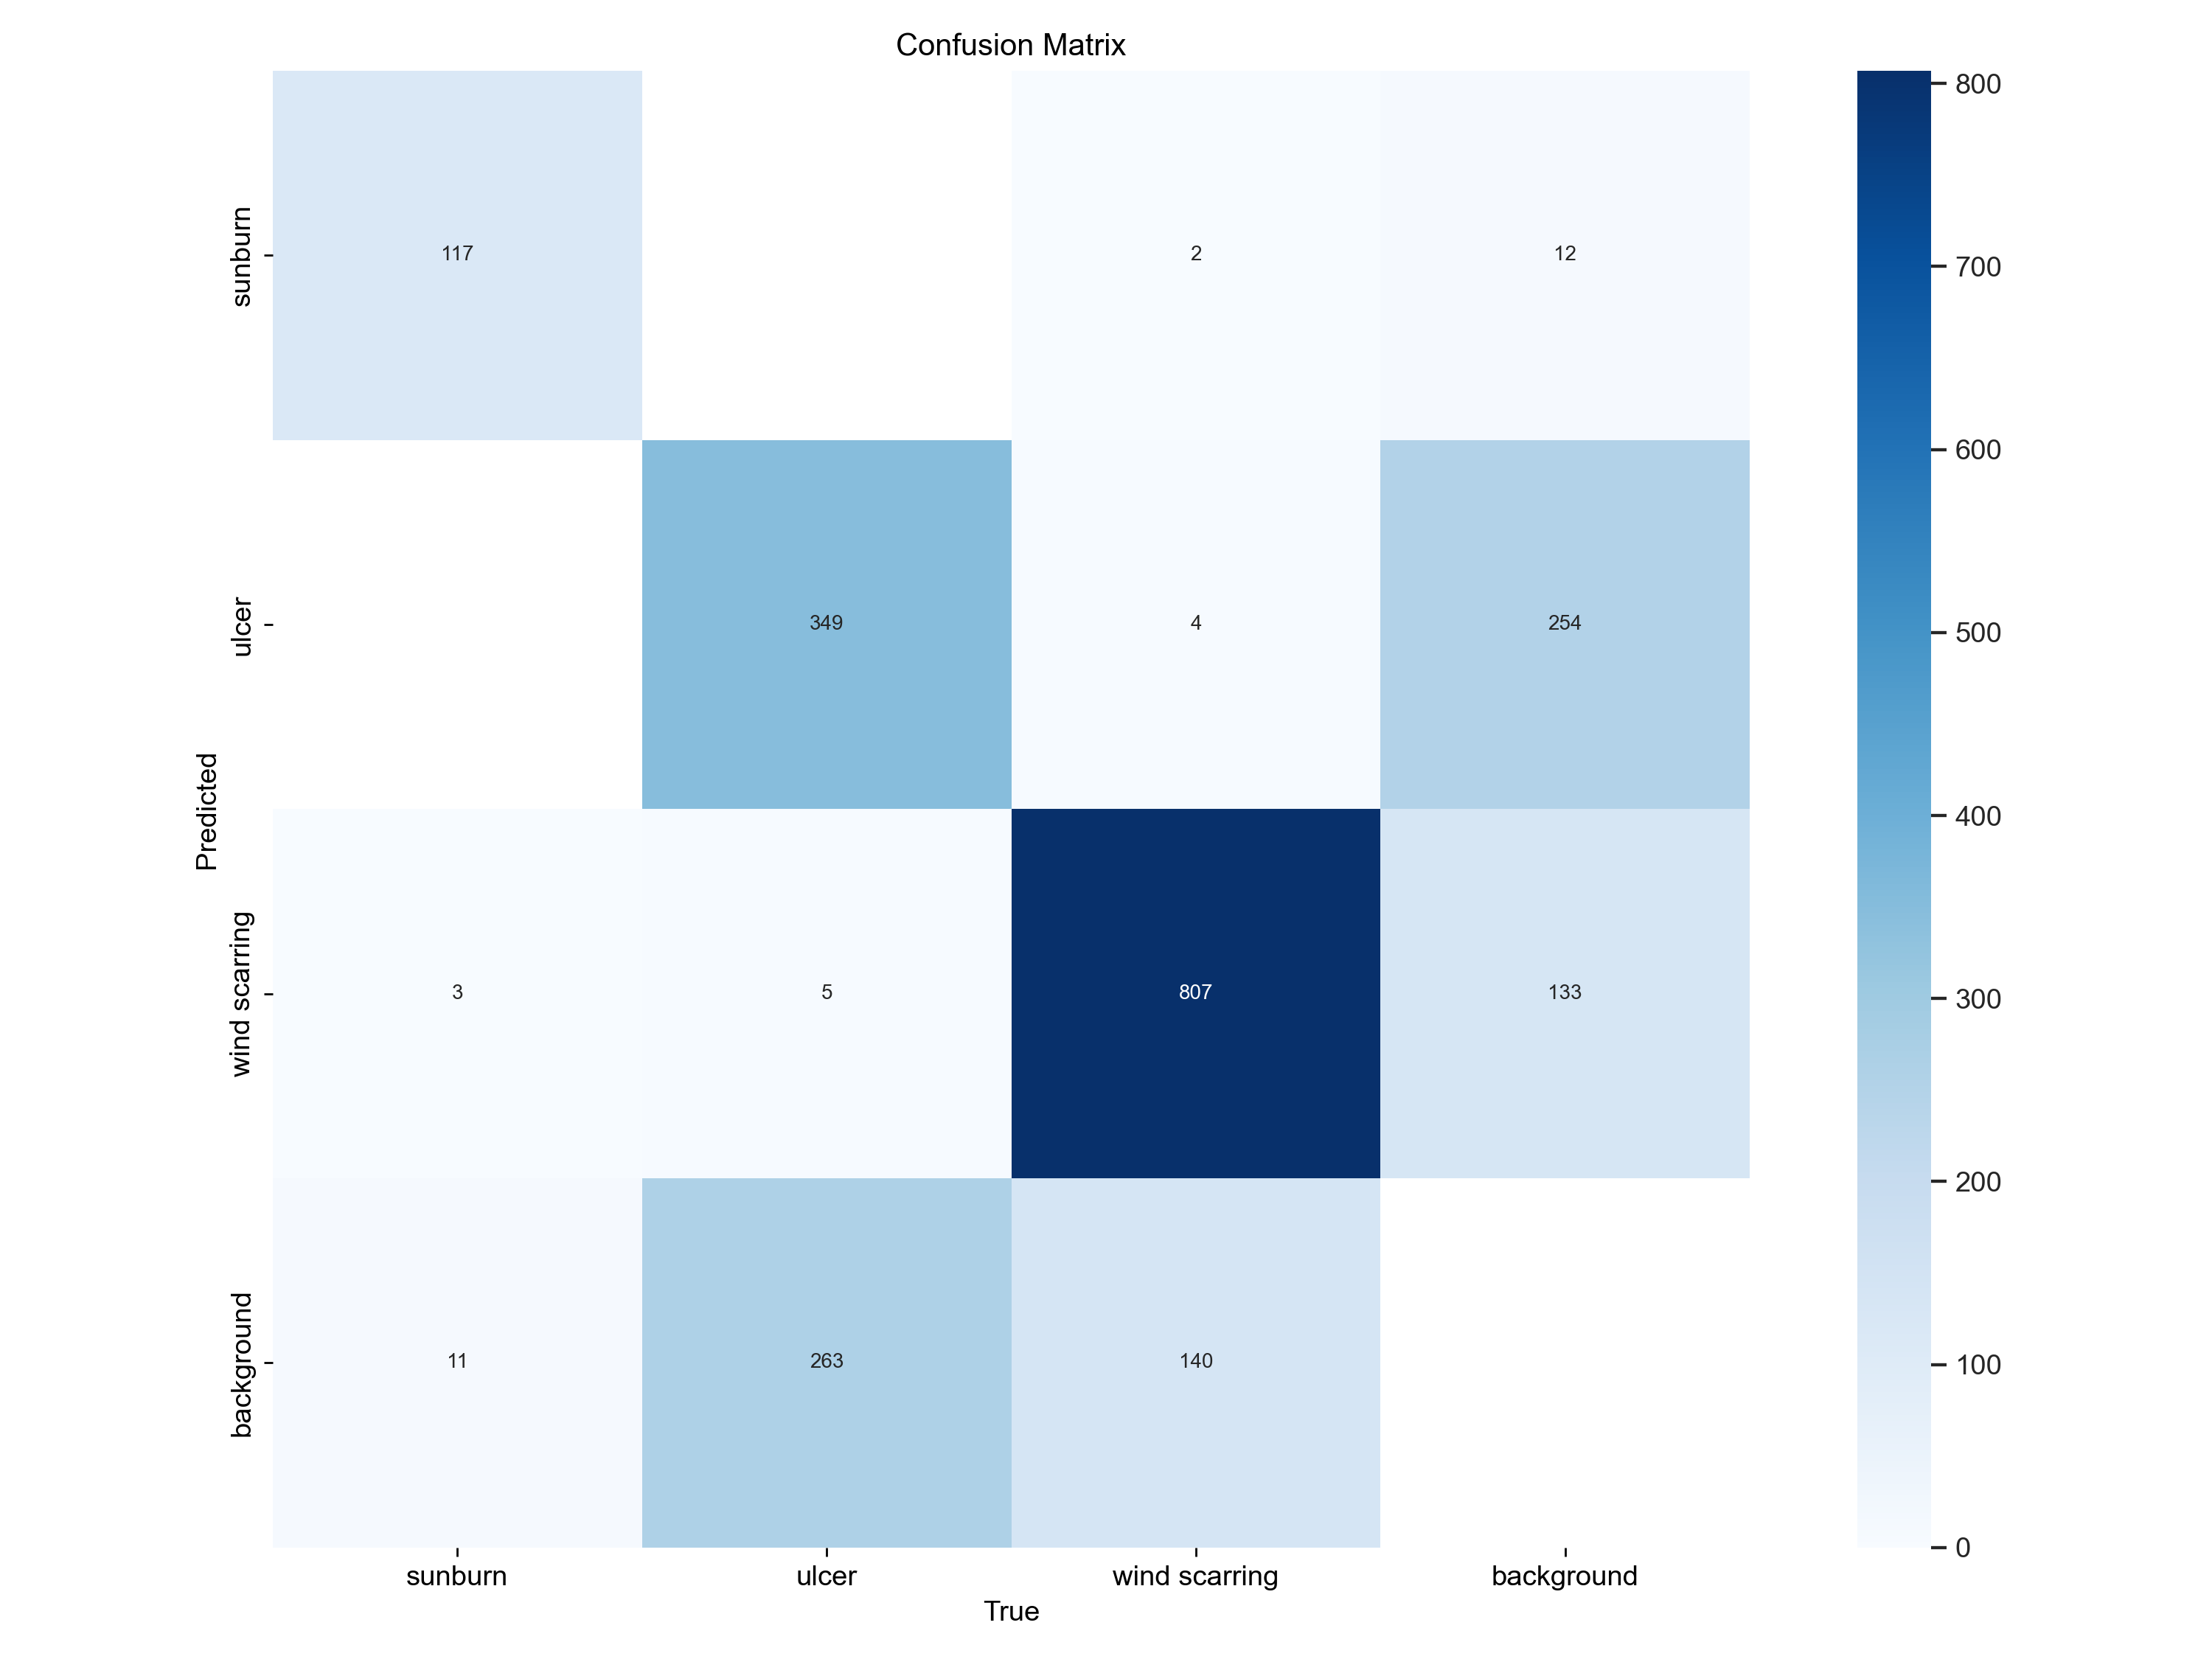 Confusion Matrix
800
700
600
500
400
300
200
100
0
Predicted
sunburn
117
2
12
ulcer
349
4
254
wind scarring
3
5
807
133
background
11
263
140
sunburn
ulcer
wind scarring
background
True